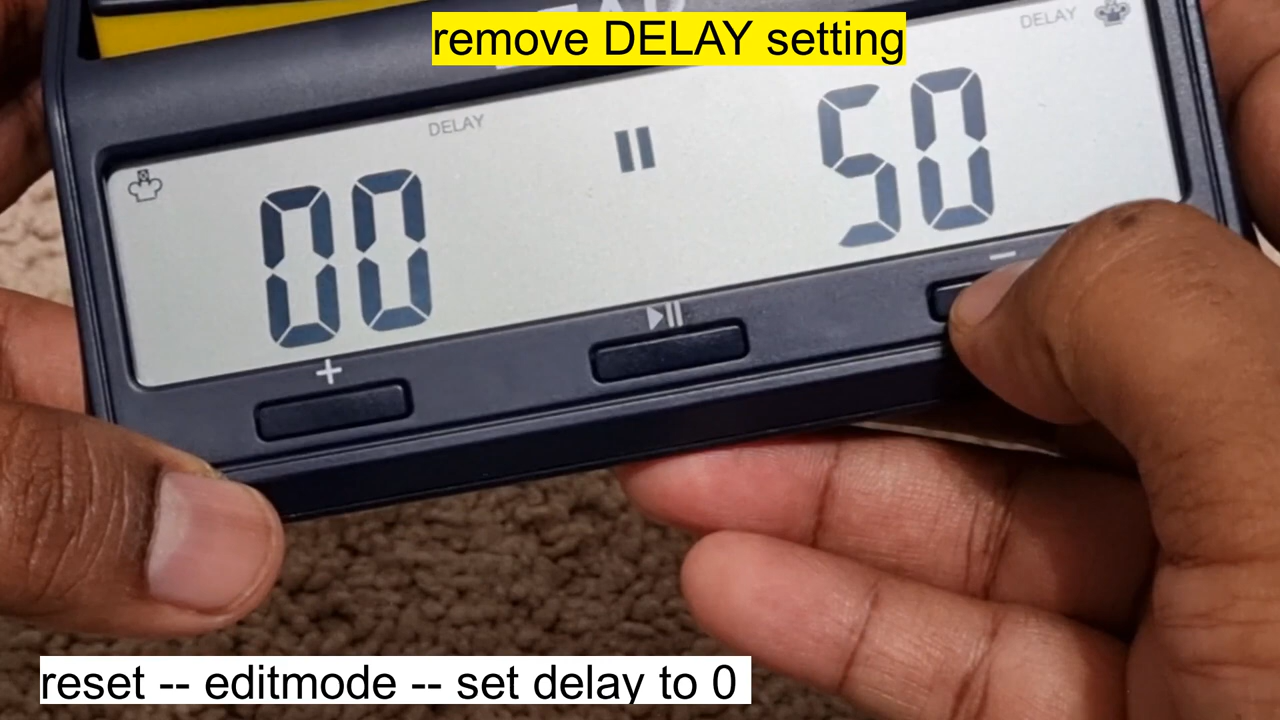 remove DELAY setting
DELAY
DELAY
00 50
+
-
reset -- editmode -- set delay to 0